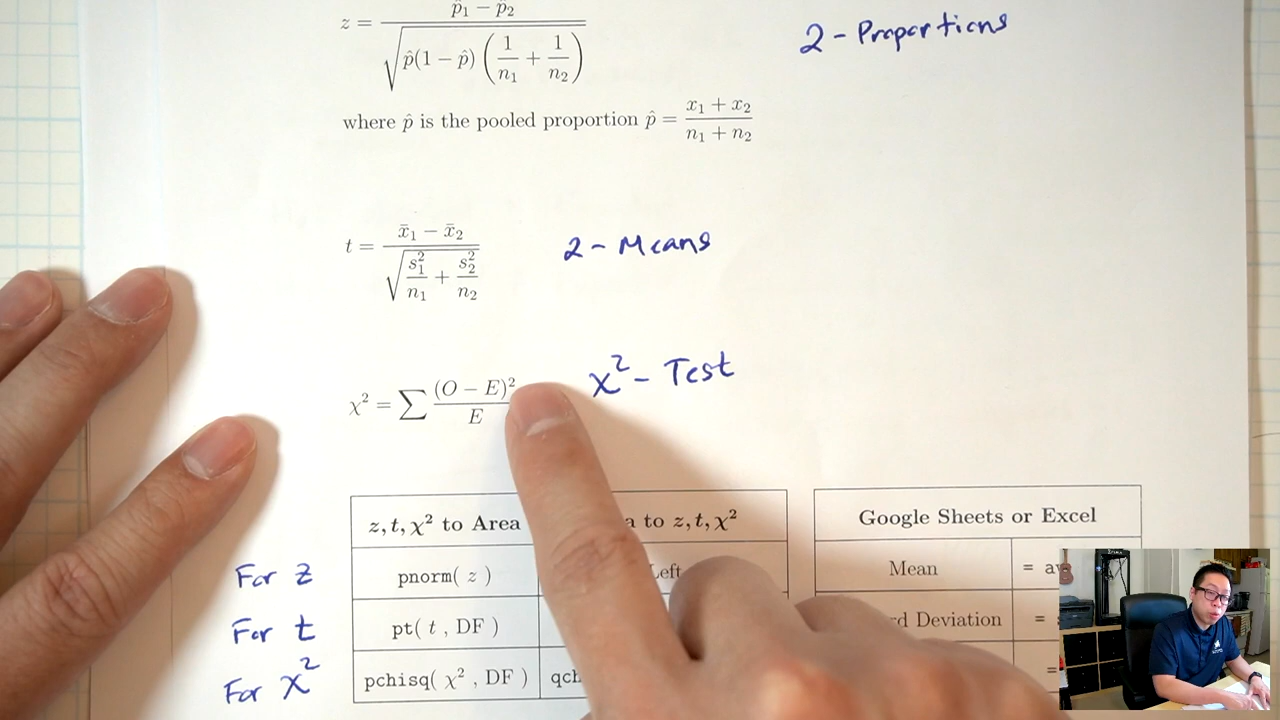 z = p̂1 − p̂2 / √(p̂(1 − p̂)(1/n1 + 1/n2)) 2-Proportions
where p̂ is the pooled proportion p̂ = (x1 + x2)/(n1 + n2)
t = (x̄1 − x̄2) / √(s1²/n1 + s2²/n2) 2-Means
χ² = ∑ (O − E)²/E χ²-Test
z, t, χ² to Area to z, t, χ² Google Sheets or Excel
For z pnorm( z ) Left Mean =
For t pt( t , DF ) Deviation =
For χ² pchisq( χ² , DF ) =